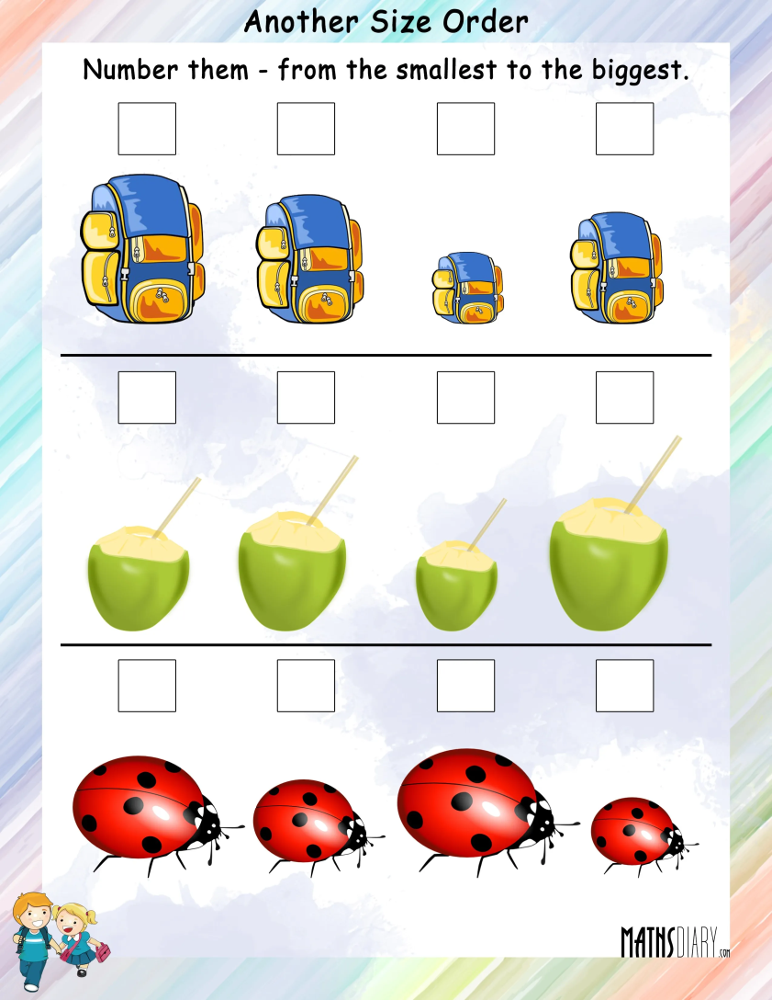 Another Size Order
Number them - from the smallest to the biggest.
MATHSDIARY.com